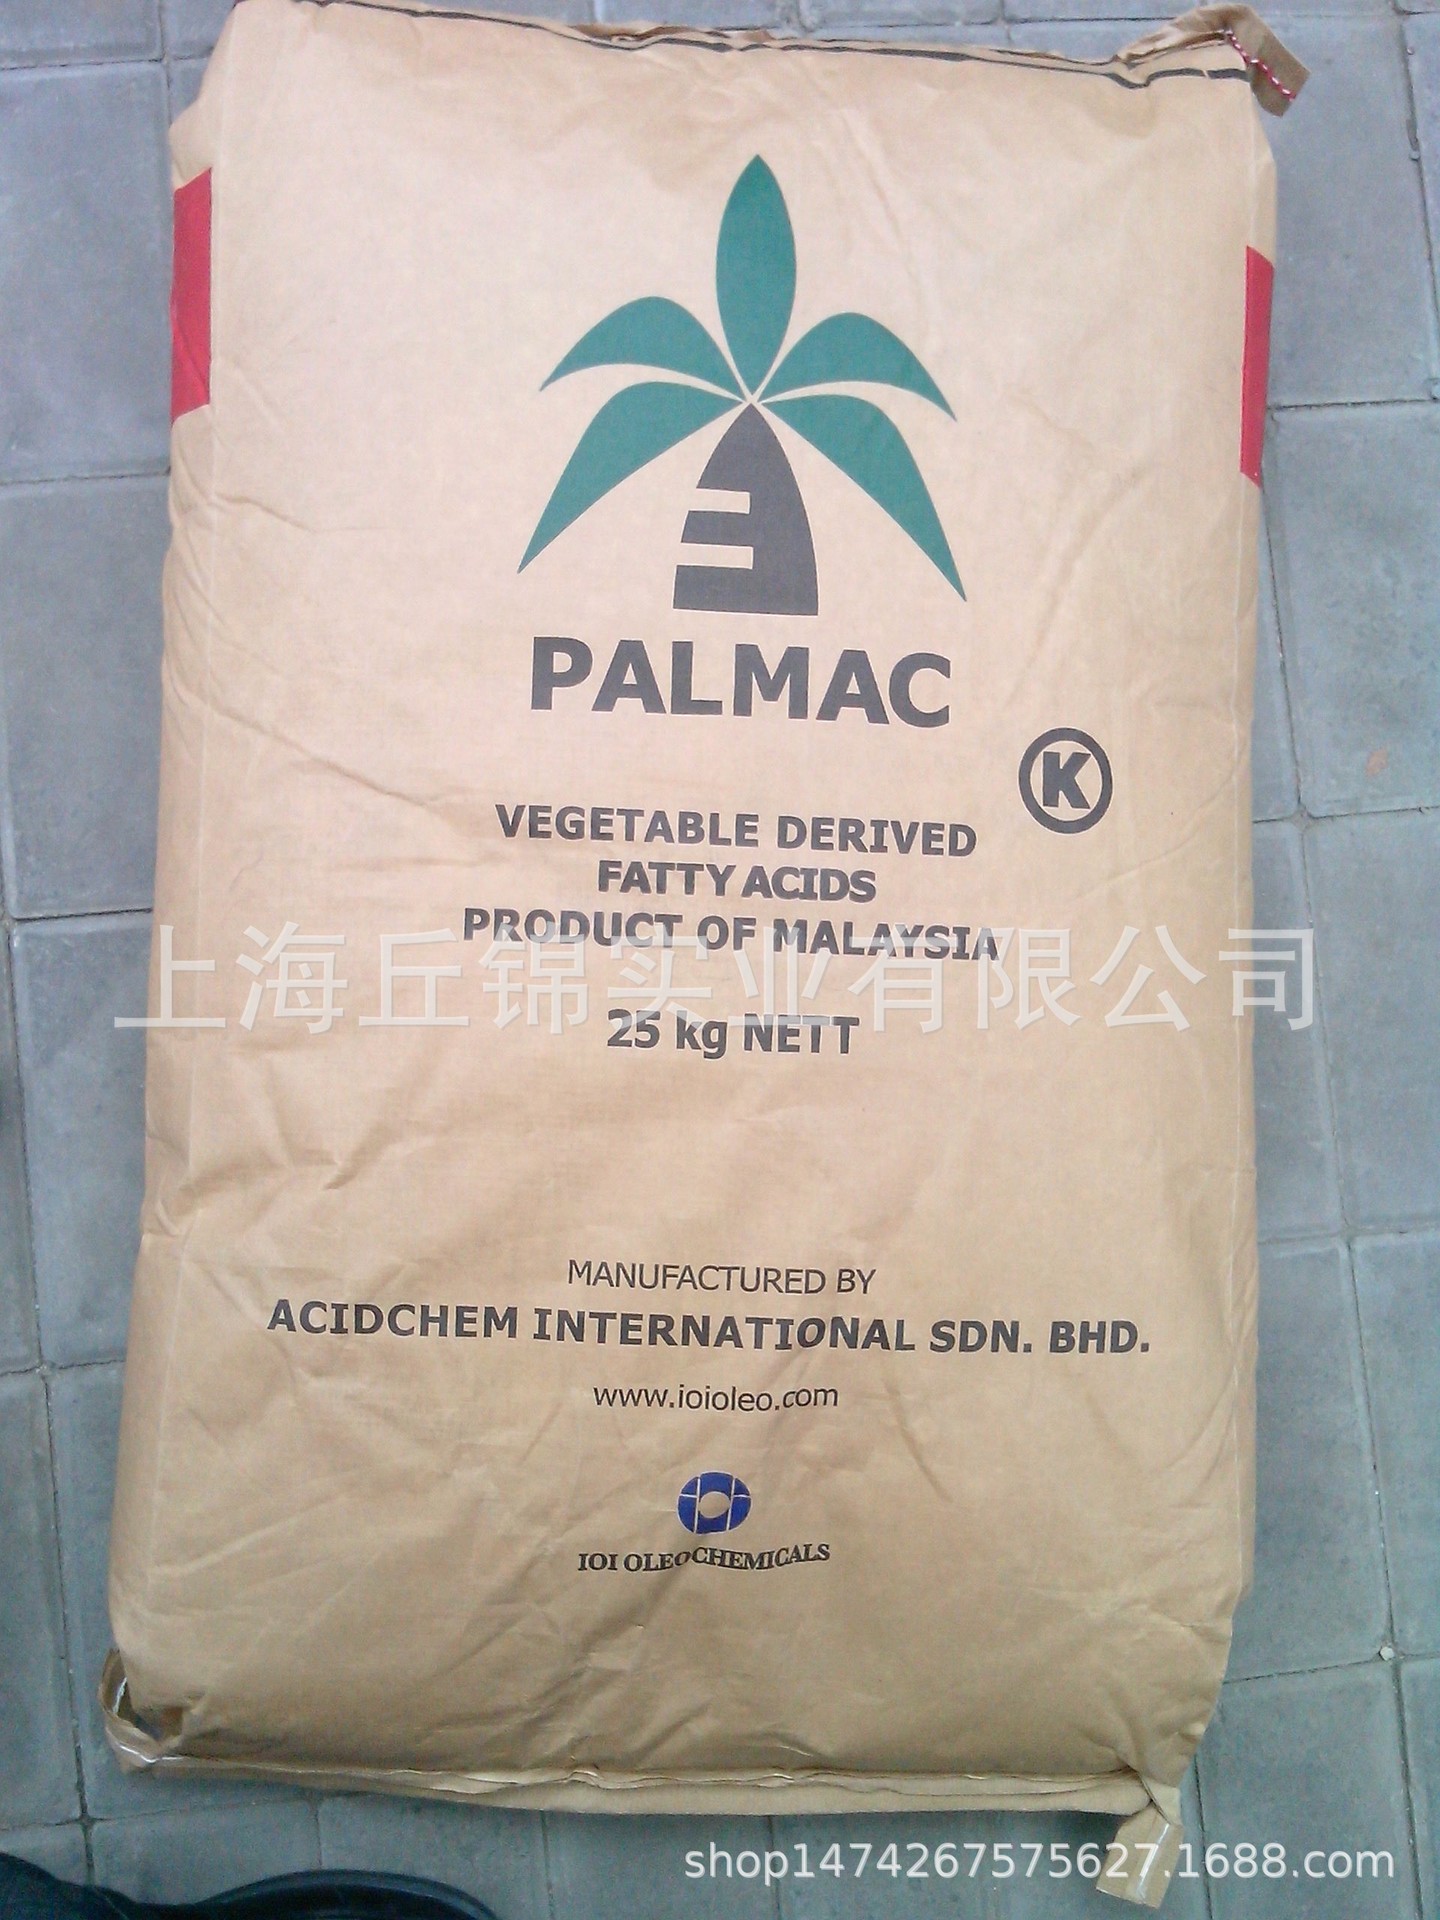 PALMAC
K
VEGETABLE DERIVED
FATTY ACIDS
PRODUCT OF MALAYSIA
上海丘锦实业有限公司
25 kg NETT
MANUFACTURED BY
ACIDCHEM INTERNATIONAL SDN. BHD.
www.ioioleo.com
IOI OLEOCHEMICALS
shop1474267575627.1688.com